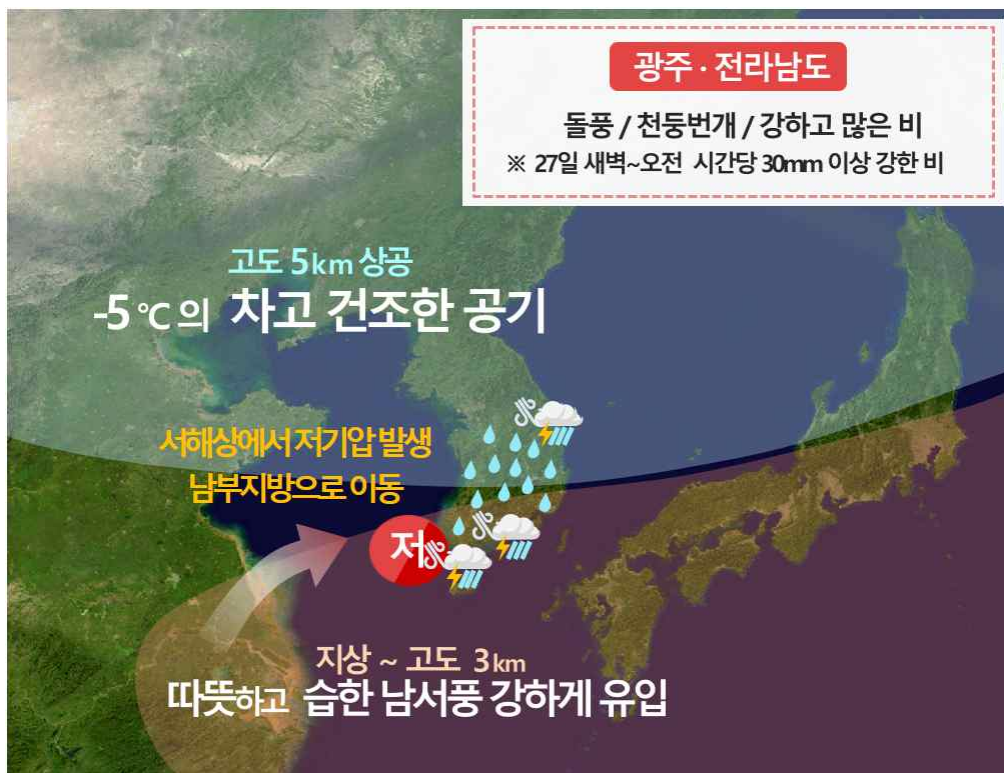 광주 · 전라남도
돌풍 / 천둥번개 / 강하고 많은 비
※ 27일 새벽~오전 시간당 30mm 이상 강한 비
고도 5km 상공
-5℃의 차고 건조한 공기
서해상에서 저기압 발생
남부지방으로 이동
저
지상 ~ 고도 3km
따뜻하고 습한 남서풍 강하게 유입